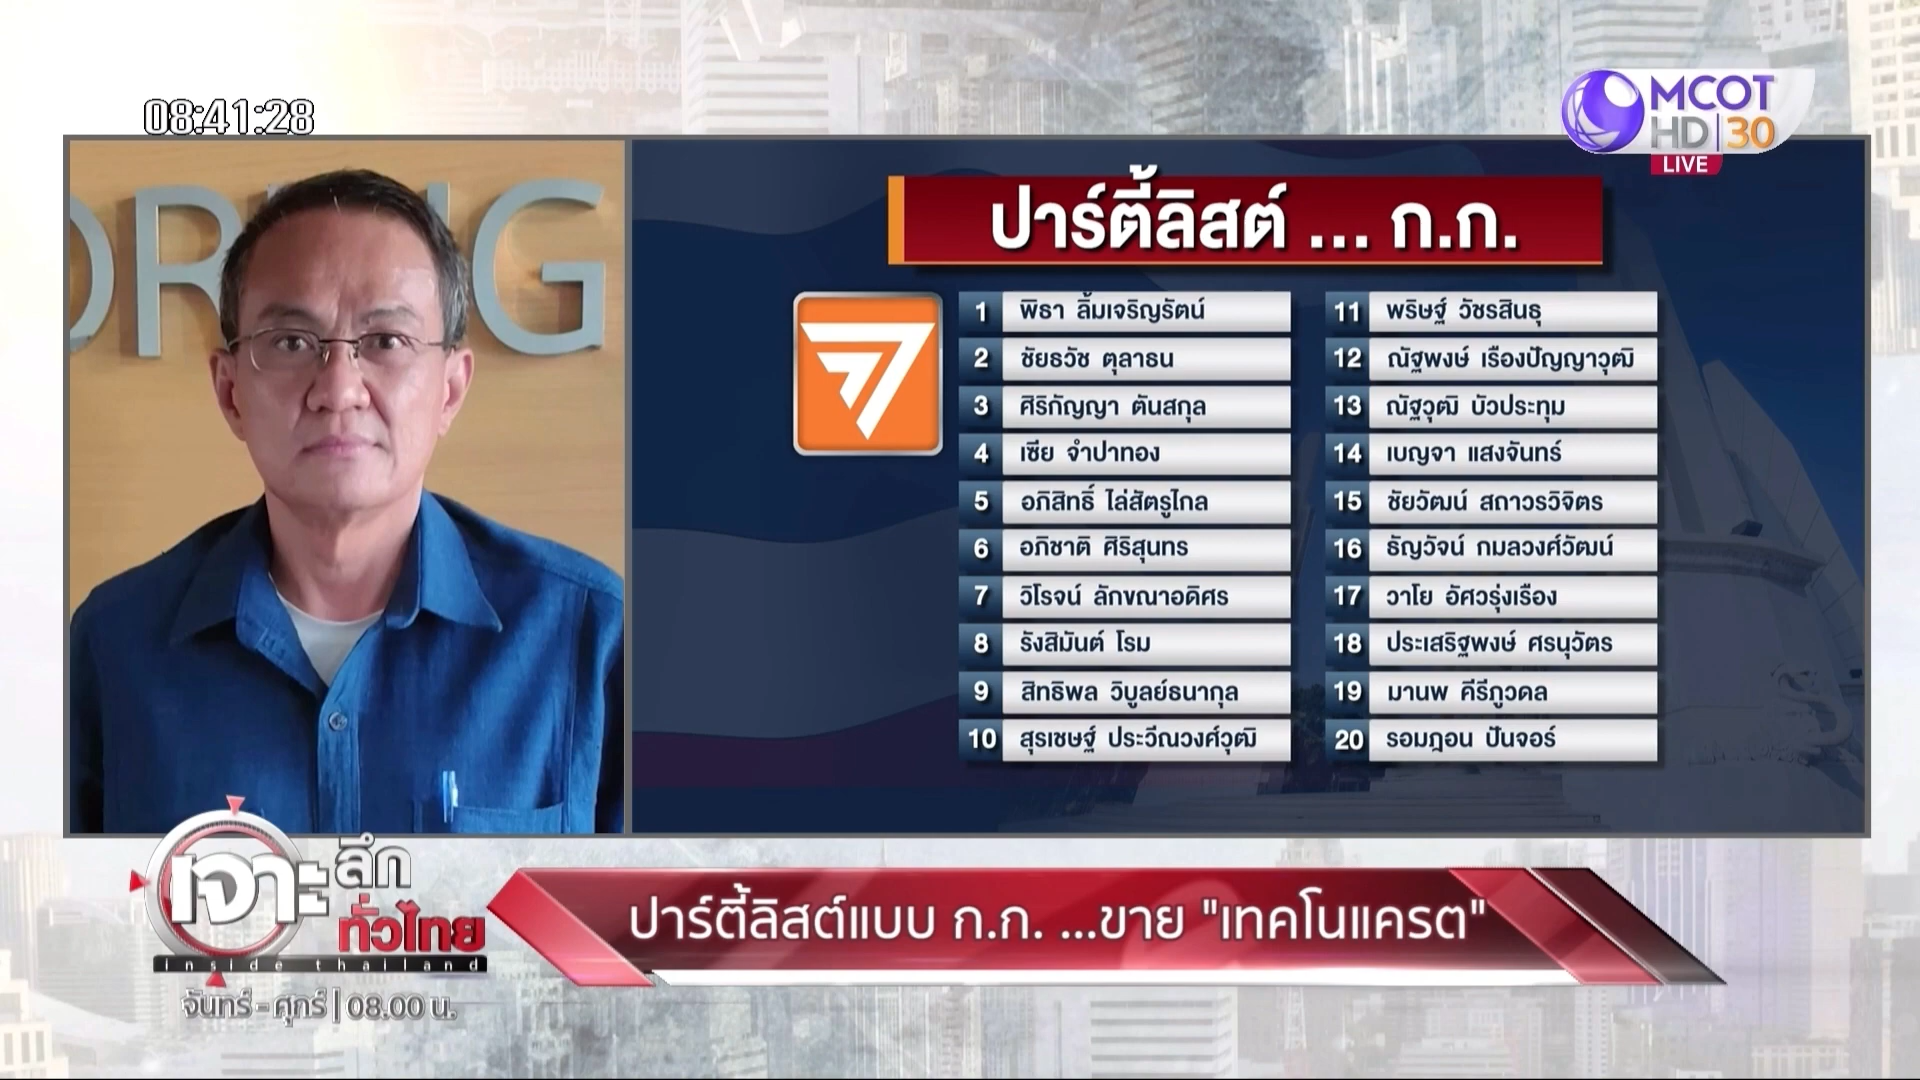 08:41:28
MCOT
HD 30
LIVE
ปาร์ตี้ลิสต์ ... ก.ก.
1 พิธา ลิ้มเจริญรัตน์
2 ชัยธวัช ตุลาธน
3 ศิริกัญญา ตันสกุล
4 เซีย จำปาทอง
5 อภิสิทธิ์ ไล่สัตรูไกล
6 อภิชาติ ศิริสุนทร
7 วิโรจน์ ลักขณาอดิศร
8 รังสิมันต์ โรม
9 สิทธิพล วิบูลย์ธนากุล
10 สุรเชษฐ์ ประวีณวงศ์วุฒิ
11 พริษฐ์ วัชรสินธุ
12 ณัฐพงษ์ เรืองปัญญาวุฒิ
13 ณัฐวุฒิ บัวประทุม
14 เบญจา แสงจันทร์
15 ชัยวัฒน์ สถาวรวิจิตร
16 ธัญวัจน์ กมลวงศ์วัฒน์
17 วาโย อัศวรุ่งเรือง
18 ประเสริฐพงษ์ ศรนุวัตร
19 มานพ คีรีภูวดล
20 รอมฎอน ปันจอร์
เจาะลึก
ทั่วไทย
inside thailand
จันทร์ - ศุกร์ | 08.00 น.
ปาร์ตี้ลิสต์แบบ ก.ก. ...ขาย "เทคโนแครต"